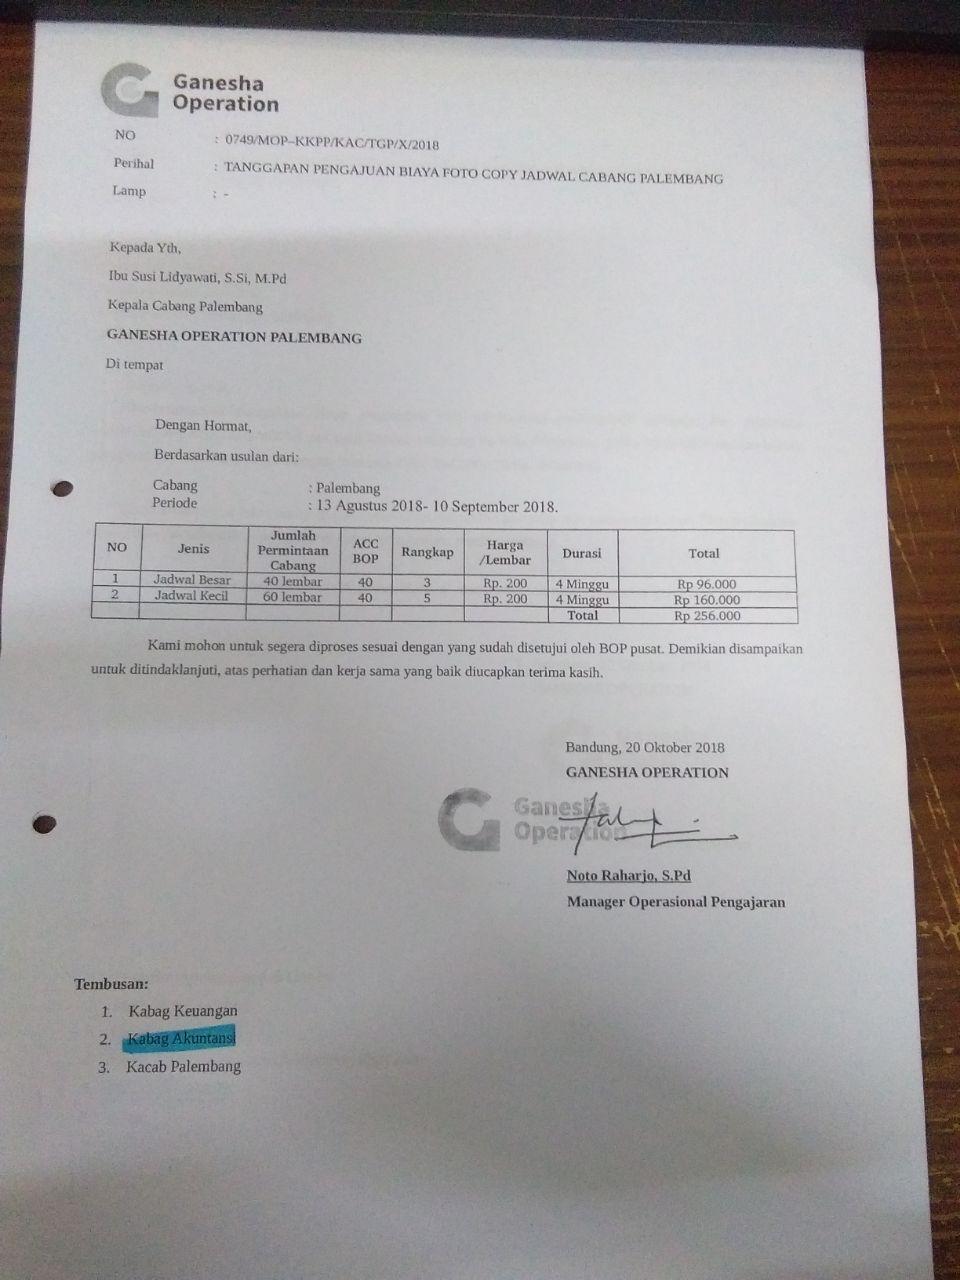 Ganesha
Operation
NO : 0749/MOP–KKPP/KAC/TGP/X/2018
Perihal : TANGGAPAN PENGAJUAN BIAYA FOTO COPY JADWAL CABANG PALEMBANG
Lamp : -
Kepada Yth,
Ibu Susi Lidyawati, S.Si, M.Pd
Kepala Cabang Palembang
GANESHA OPERATION PALEMBANG
Di tempat
Dengan Hormat,
Berdasarkan usulan dari:
Cabang : Palembang
Periode : 13 Agustus 2018- 10 September 2018.
NO Jenis Jumlah Permintaan Cabang ACC BOP Rangkap Harga /Lembar Durasi Total
1 Jadwal Besar 40 lembar 40 3 Rp. 200 4 Minggu Rp 96.000
2 Jadwal Kecil 60 lembar 40 5 Rp. 200 4 Minggu Rp 160.000
Total Rp 256.000
Kami mohon untuk segera diproses sesuai dengan yang sudah disetujui oleh BOP pusat. Demikian disampaikan
untuk ditindaklanjuti, atas perhatian dan kerja sama yang baik diucapkan terima kasih.
Bandung, 20 Oktober 2018
GANESHA OPERATION
Ganesha
Operation
Noto Raharjo, S.Pd
Manager Operasional Pengajaran
Tembusan:
1. Kabag Keuangan
2. Kabag Akuntansi
3. Kacab Palembang